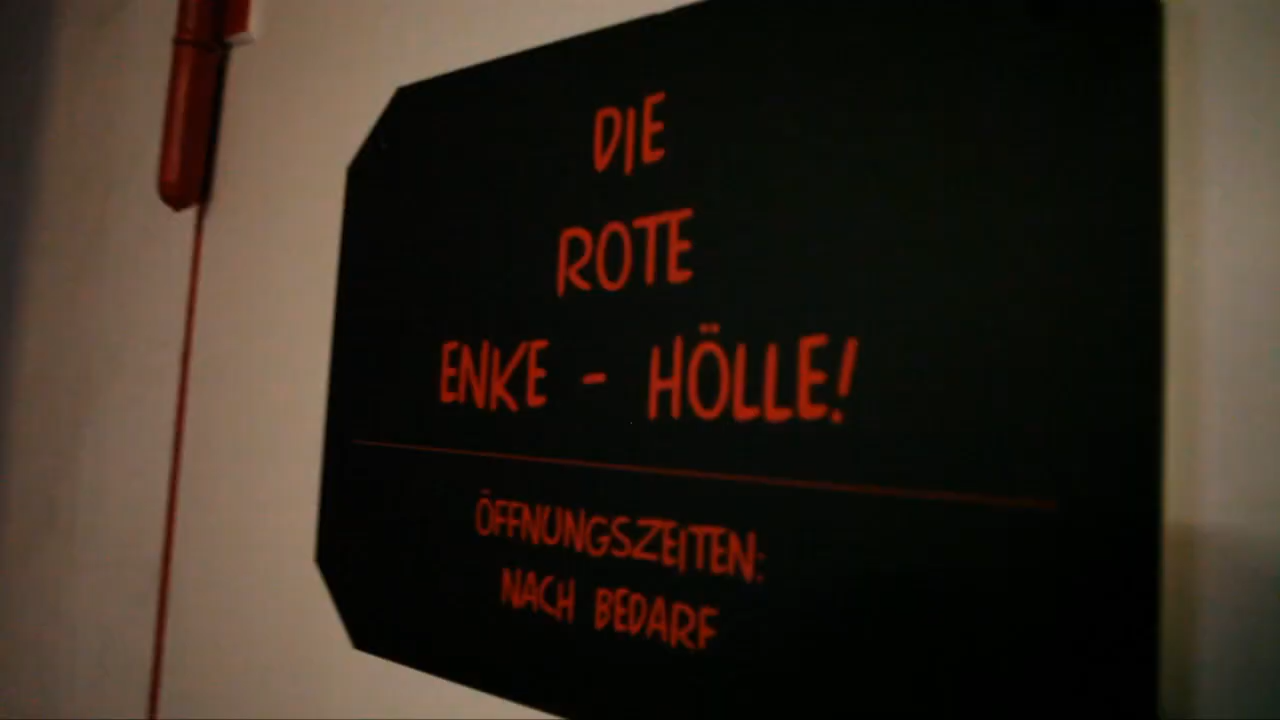 DIE
ROTE
ENKE - HÖLLE!
ÖFFNUNGSZEITEN:
NACH BEDARF